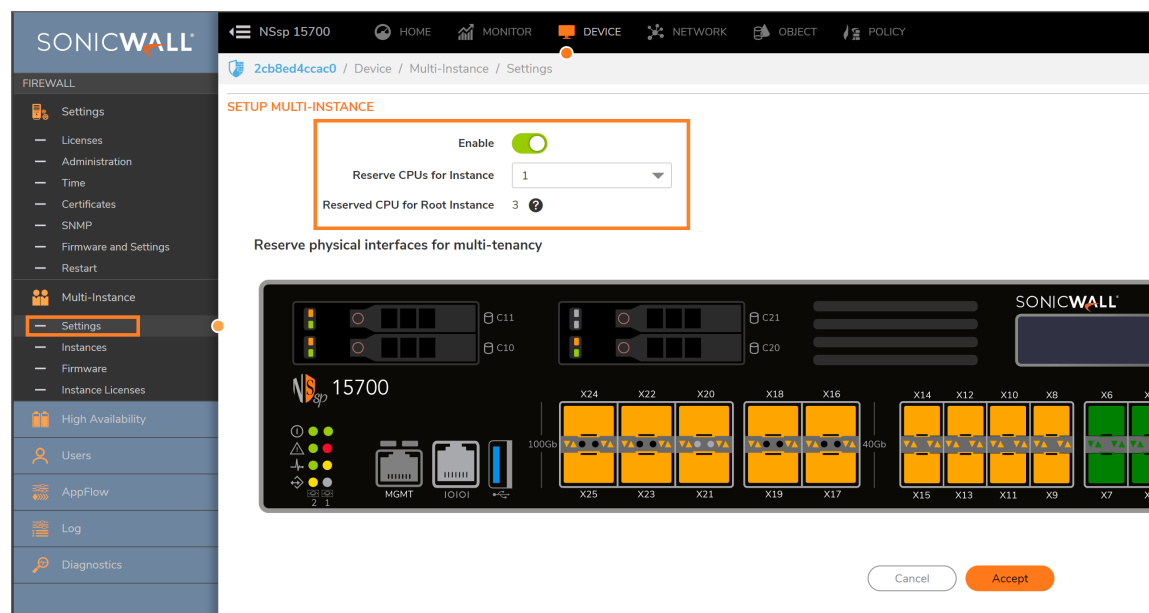 SONICWALL
NSsp 15700 HOME MONITOR DEVICE NETWORK OBJECT POLICY
2cb8ed4ccac0 / Device / Multi-Instance / Settings
FIREWALL
Settings
Licenses
Administration
Time
Certificates
SNMP
Firmware and Settings
Restart
Multi-Instance
Settings
Instances
Firmware
Instance Licenses
High Availability
Users
AppFlow
Log
Diagnostics
SETUP MULTI-INSTANCE
Enable
Reserve CPUs for Instance 1
Reserved CPU for Root Instance 3 ?
Reserve physical interfaces for multi-tenancy
SONICWALL
C11 C21
C10 C20
NSsp 15700
X24 X22 X20 X18 X16 X14 X12 X10 X8 X6
100Gb 40Gb
MGMT IOIOI X25 X23 X21 X19 X17 X15 X13 X11 X9 X7
2 1
Cancel Accept